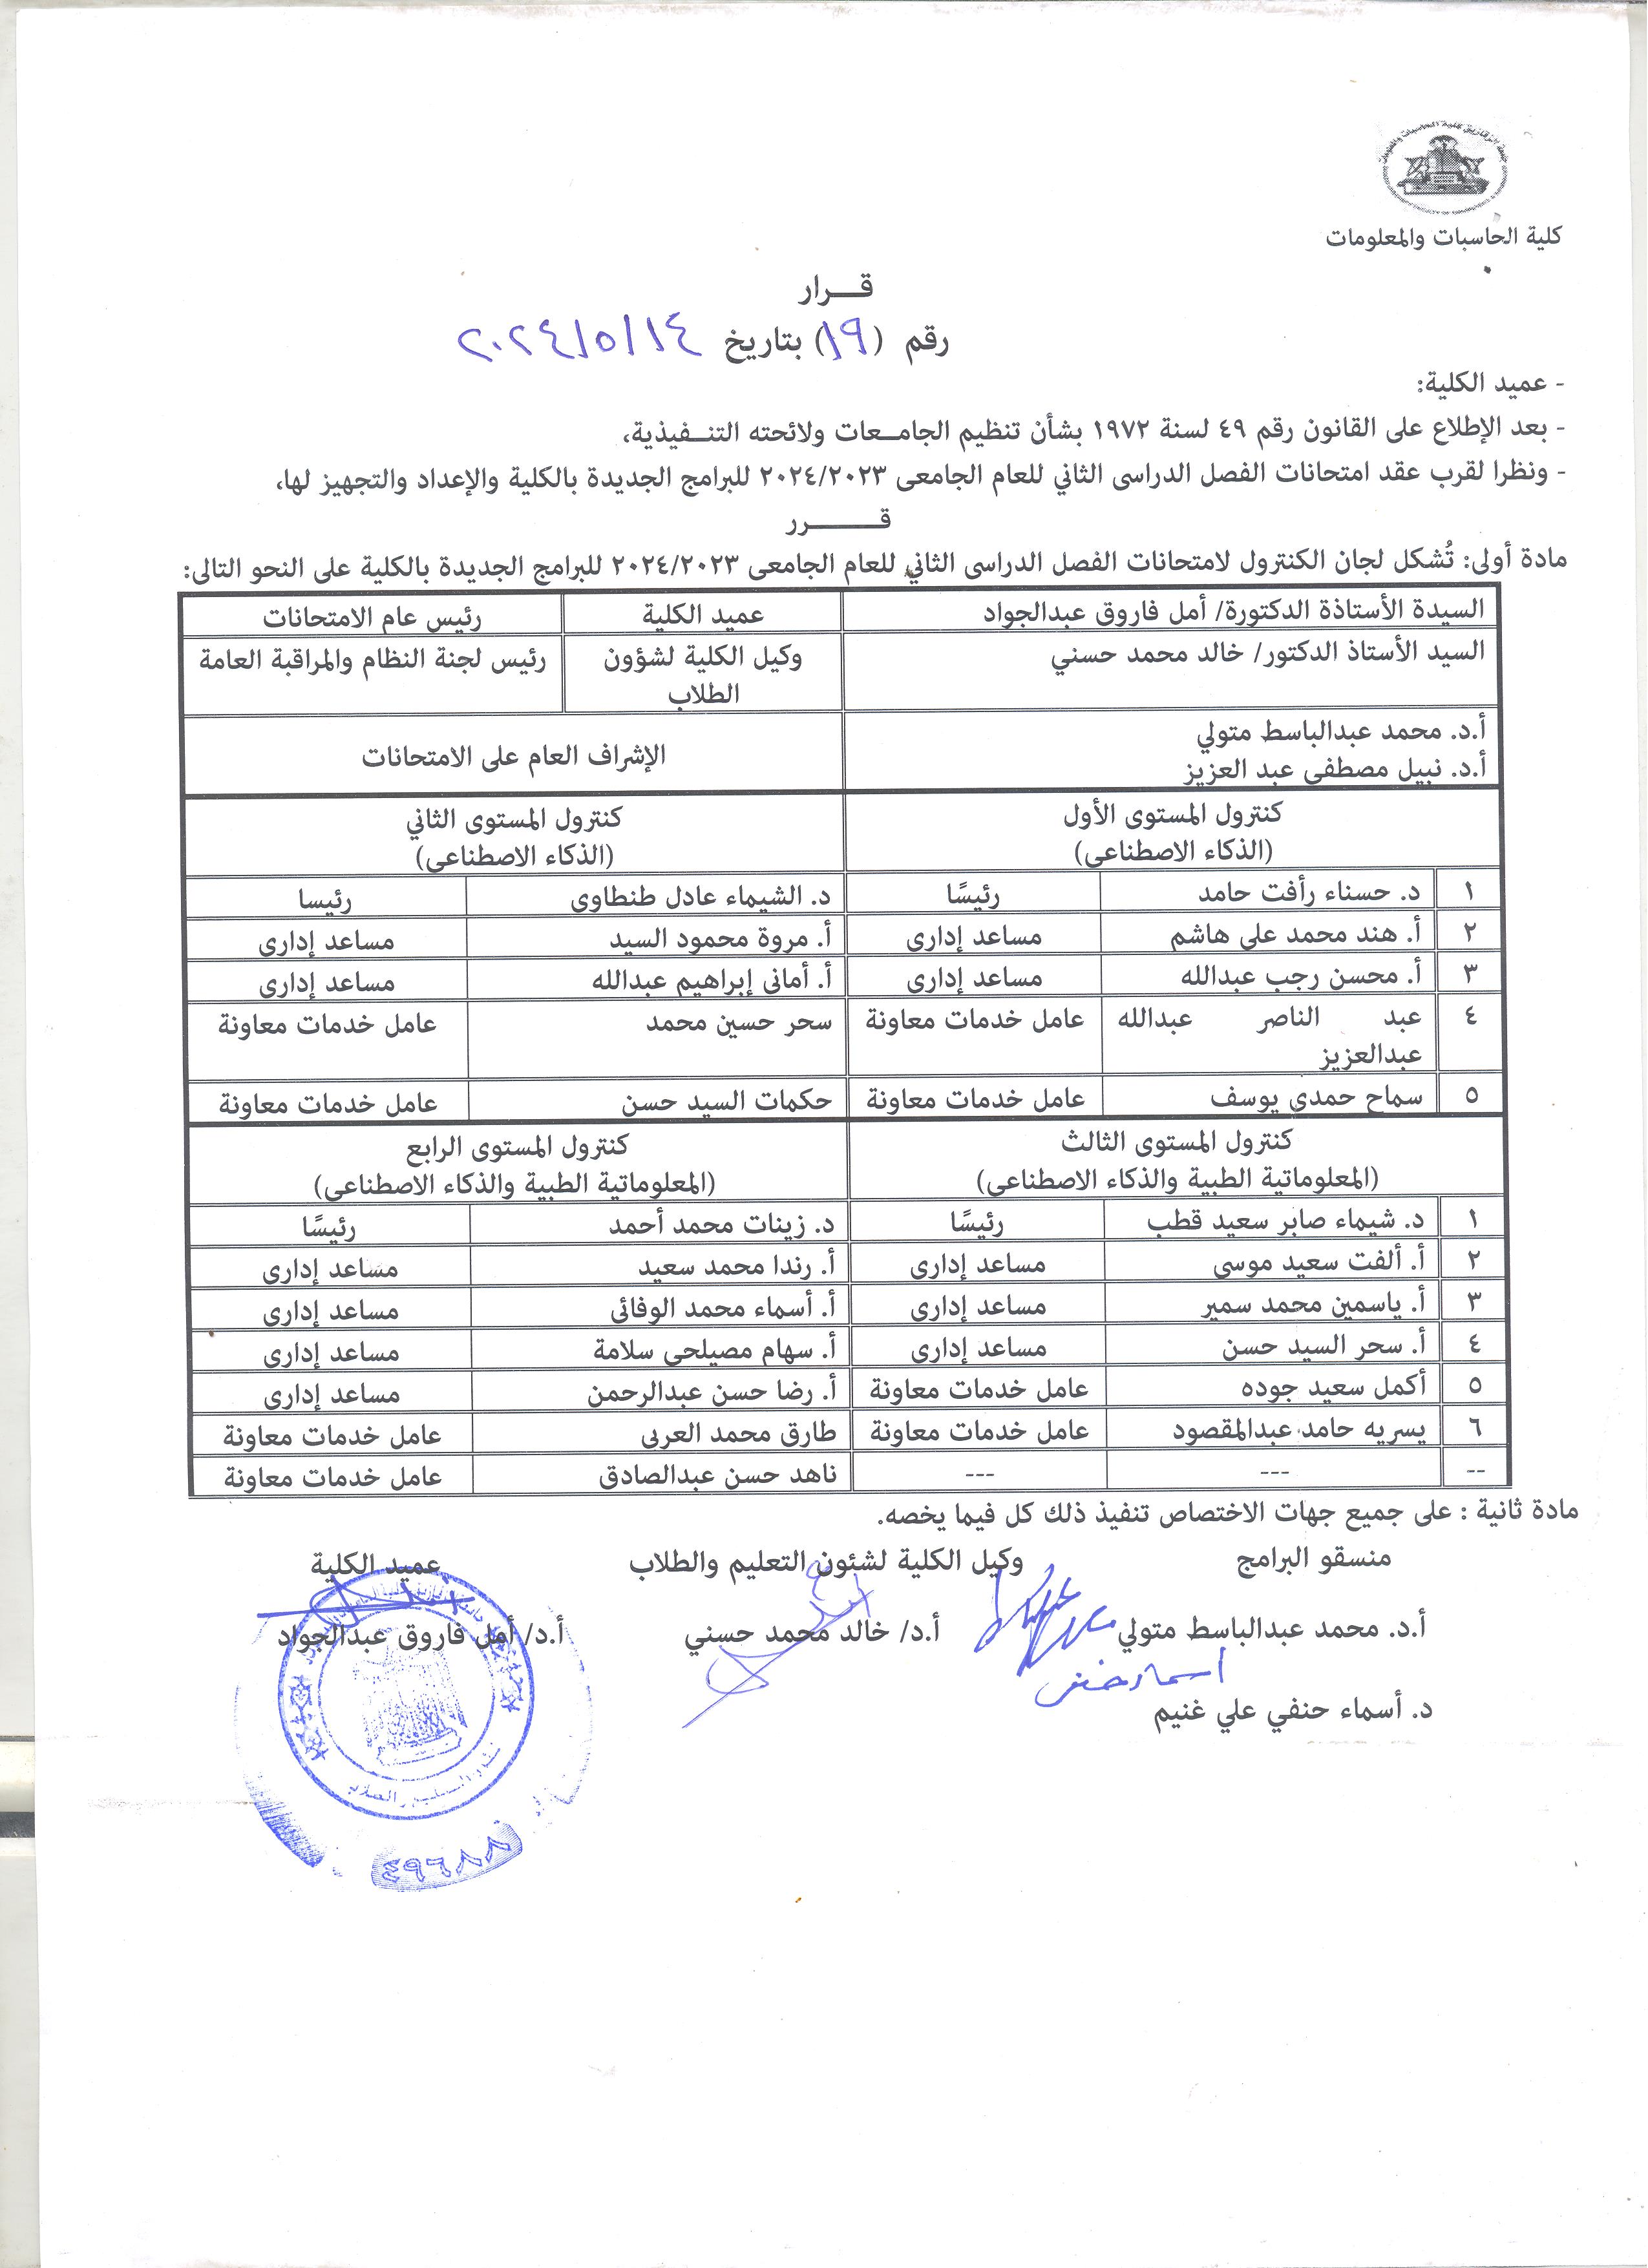 جامعة الزقازيق كلية الحاسبات والمعلومات
كلية الحاسبات والمعلومات
قـــرار
رقم (١٩) بتاريخ ٢٠٢٤/٥/١٤
- عميد الكلية:
- بعد الإطلاع على القانون رقم ٤٩ لسنة ١٩٧٢ بشأن تنظيم الجامـعات ولائحته التنـفيذية،
- ونظرا لقرب عقد امتحانات الفصل الدراسى الثاني للعام الجامعى ٢٠٢٤/٢٠٢٣ للبرامج الجديدة بالكلية والإعداد والتجهيز لها،
قـــــرر
مادة أولى: تُشكل لجان الكنترول لامتحانات الفصل الدراسى الثاني للعام الجامعى ٢٠٢٤/٢٠٢٣ للبرامج الجديدة بالكلية على النحو التالى:
السيدة الأستاذة الدكتورة/ أمل فاروق عبدالجواد عميد الكلية رئيس عام الامتحانات
السيد الأستاذ الدكتور/ خالد محمد حسني وكيل الكلية لشؤون رئيس لجنة النظام والمراقبة العامة
الطلاب
أ.د. محمد عبدالباسط متولي
أ.د. نبيل مصطفى عبد العزيز
الإشراف العام على الامتحانات
كنترول المستوى الأول كنترول المستوى الثاني
(الذكاء الاصطناعى) (الذكاء الاصطناعى)
١ د. حسناء رأفت حامد رئيسًا د. الشيماء عادل طنطاوى رئيسا
٢ أ. هند محمد على هاشم مساعد إدارى أ. مروة محمود السيد مساعد إدارى
٣ أ. محسن رجب عبدالله مساعد إدارى أ. أمانى إبراهيم عبدالله مساعد إدارى
٤ عبد الناصر عبدالله عامل خدمات معاونة سحر حسين محمد عامل خدمات معاونة
عبدالعزيز
٥ سماح حمدى يوسف عامل خدمات معاونة حكمات السيد حسن عامل خدمات معاونة
كنترول المستوى الثالث كنترول المستوى الرابع
(المعلوماتية الطبية والذكاء الاصطناعى) (المعلوماتية الطبية والذكاء الاصطناعى)
١ د. شيماء صابر سعيد قطب رئيسًا د. زينات محمد أحمد رئيسًا
٢ أ. ألفت سعيد موسى مساعد إدارى أ. رندا محمد سعيد مساعد إدارى
٣ أ. ياسمين محمد سمير مساعد إدارى أ. أسماء محمد الوفائى مساعد إدارى
٤ أ. سحر السيد حسن مساعد إدارى أ. سهام مصيلحى سلامة مساعد إدارى
٥ أكمل سعيد جوده عامل خدمات معاونة أ. رضا حسن عبدالرحمن مساعد إدارى
٦ يسريه حامد عبدالمقصود عامل خدمات معاونة طارق محمد العربى عامل خدمات معاونة
-- --- --- ناهد حسن عبدالصادق عامل خدمات معاونة
مادة ثانية : على جميع جهات الاختصاص تنفيذ ذلك كل فيما يخصه.
منسقو البرامج وكيل الكلية لشئون التعليم والطلاب عميد الكلية
أ.د. محمد عبدالباسط متولي أ.د/ خالد محمد حسني أ.د/ أمل فاروق عبدالجواد
أسماء حنفى
د. أسماء حنفي علي غنيم
٤٩٦٨٨